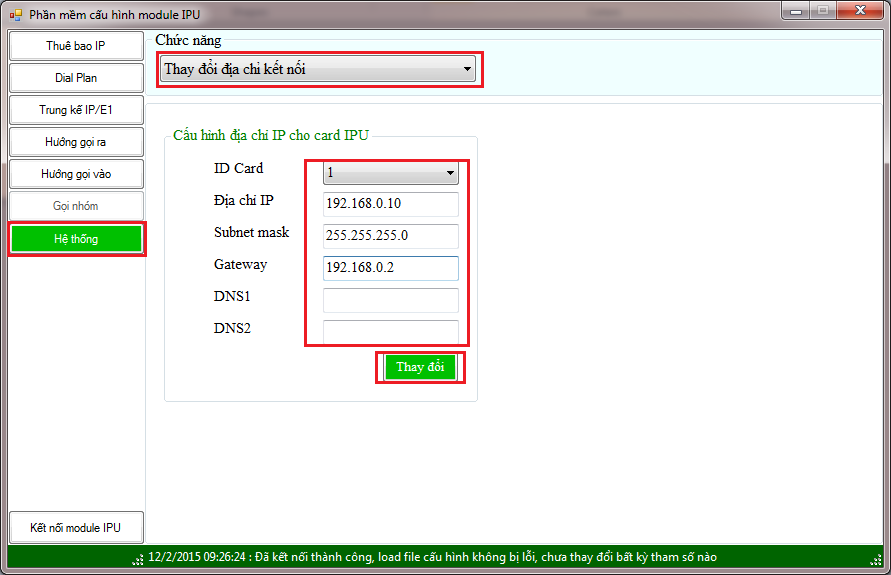 Phần mềm cấu hình module IPU
Thuê bao IP
Dial Plan
Trung kế IP/E1
Hướng gọi ra
Hướng gọi vào
Gọi nhóm
Hệ thống
Kết nối module IPU
Chức năng
Thay đổi địa chỉ kết nối
Cấu hình địa chỉ IP cho card IPU
ID Card 1
Địa chỉ IP 192.168.0.10
Subnet mask 255.255.255.0
Gateway 192.168.0.2
DNS1
DNS2
Thay đổi
12/2/2015 09:26:24 : Đã kết nối thành công, load file cấu hình không bị lỗi, chưa thay đổi bất kỳ tham số nào